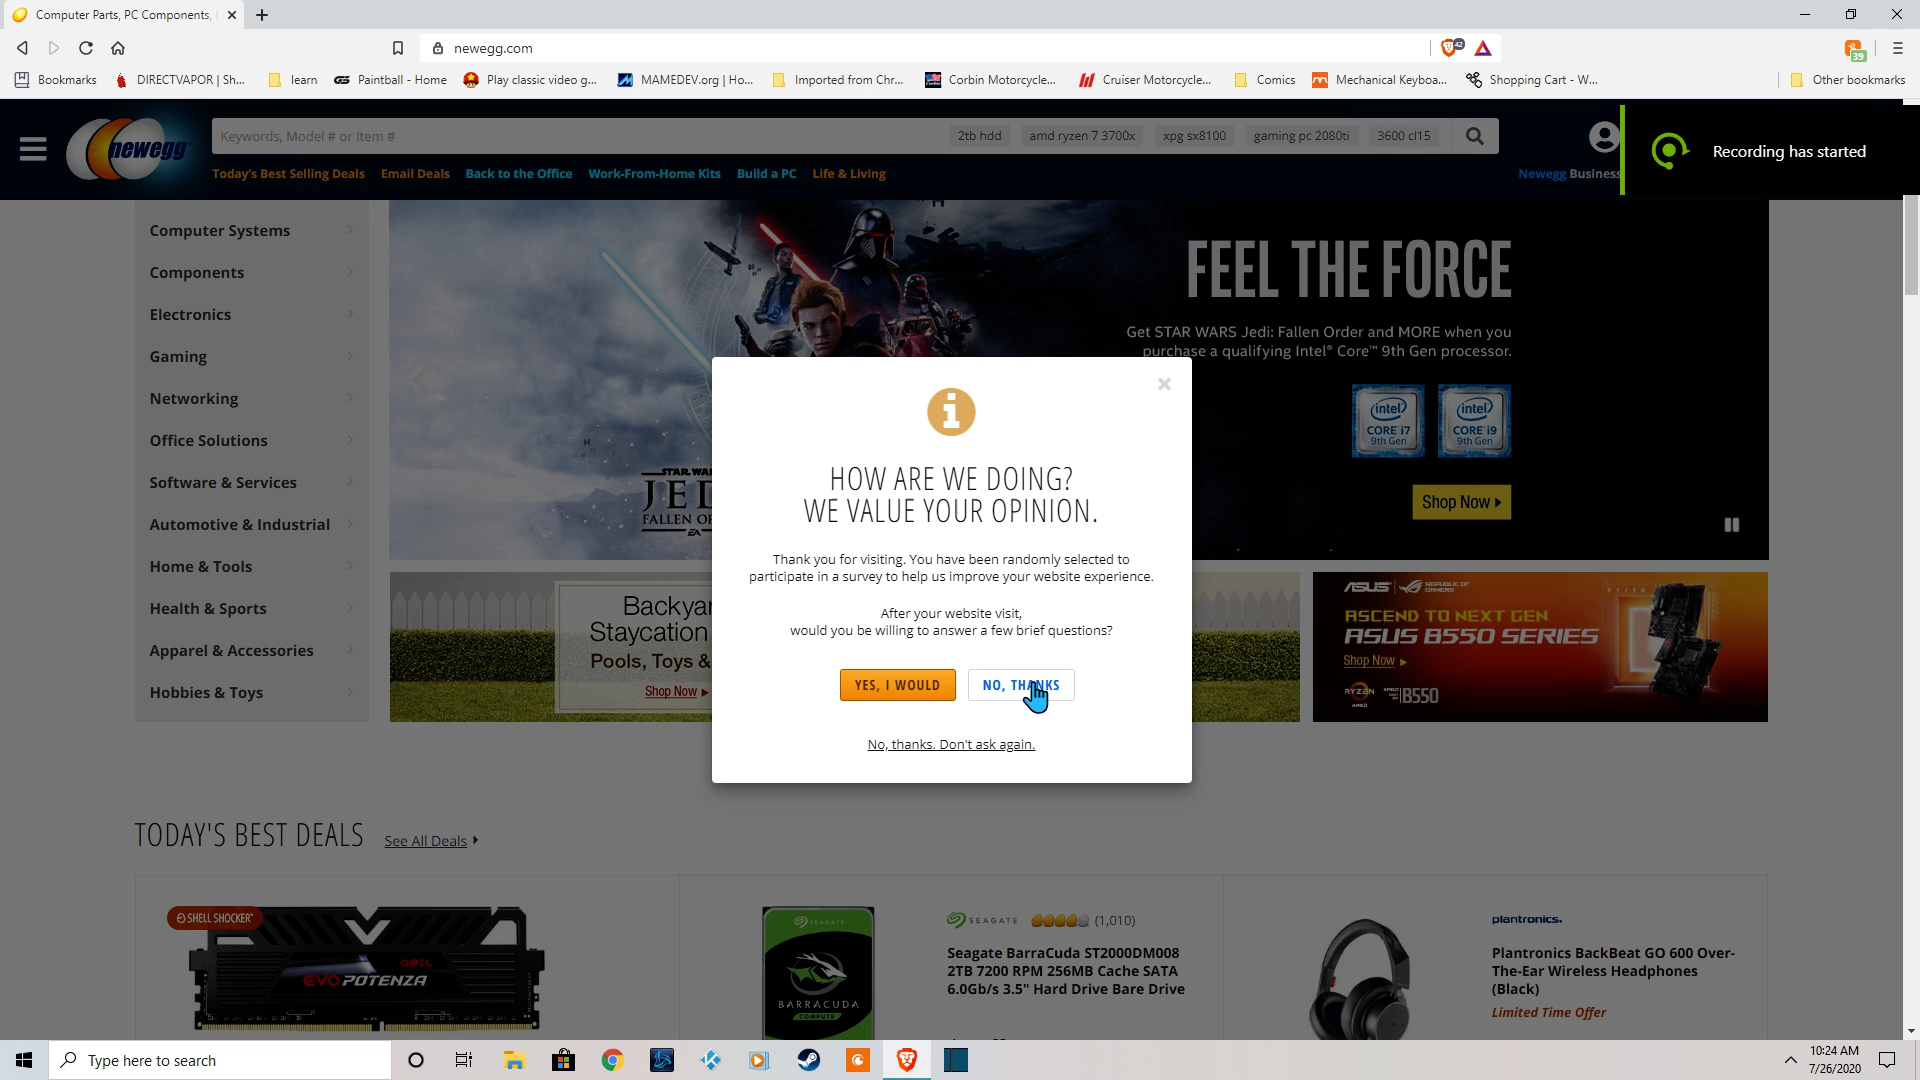 Computer Parts, PC Components,
newegg.com
42
39
Bookmarks
DIRECTVAPOR | Sh...
learn
Paintball - Home
Play classic video g...
MAMEDEV.org | Ho...
Imported from Chr...
Corbin Motorcycle...
Cruiser Motorcycle...
Comics
Mechanical Keyboa...
Shopping Cart - W...
Other bookmarks
newegg
Keywords, Model # or Item #
2tb hdd
amd ryzen 7 3700x
xpg sx8100
gaming pc 2080ti
3600 cl15
Today's Best Selling Deals
Email Deals
Back to the Office
Work-From-Home Kits
Build a PC
Life & Living
Newegg Business
Recording has started
Computer Systems
Components
Electronics
Gaming
Networking
Office Solutions
Software & Services
Automotive & Industrial
Home & Tools
Health & Sports
Apparel & Accessories
Hobbies & Toys
FEEL THE FORCE
Get STAR WARS Jedi: Fallen Order and MORE when you
purchase a qualifying Intel® Core™ 9th Gen processor.
intel
CORE i7
9th Gen
intel
CORE i9
9th Gen
Shop Now
STAR WA
JED
FALLEN O
EA
HOW ARE WE DOING?
WE VALUE YOUR OPINION.
Thank you for visiting. You have been randomly selected to
participate in a survey to help us improve your website experience.
After your website visit,
would you be willing to answer a few brief questions?
YES, I WOULD
NO, THANKS
No, thanks. Don't ask again.
Backya
Staycation
Pools, Toys &
Shop Now
ASUS
REPUBLIC OF
GAMERS
ASCEND TO NEXT GEN
ASUS B550 SERIES
Shop Now
RYZEN
AMD
B550
TODAY'S BEST DEALS
See All Deals
SHELL SHOCKER
GEIL
EVO POTENZA
SEAGATE
BARRACUDA
COMPUTE
SEAGATE
(1,010)
Seagate BarraCuda ST2000DM008
2TB 7200 RPM 256MB Cache SATA
6.0Gb/s 3.5" Hard Drive Bare Drive
plantronics.
Plantronics BackBeat GO 600 Over-
The-Ear Wireless Headphones
(Black)
Limited Time Offer
Type here to search
10:24 AM
7/26/2020